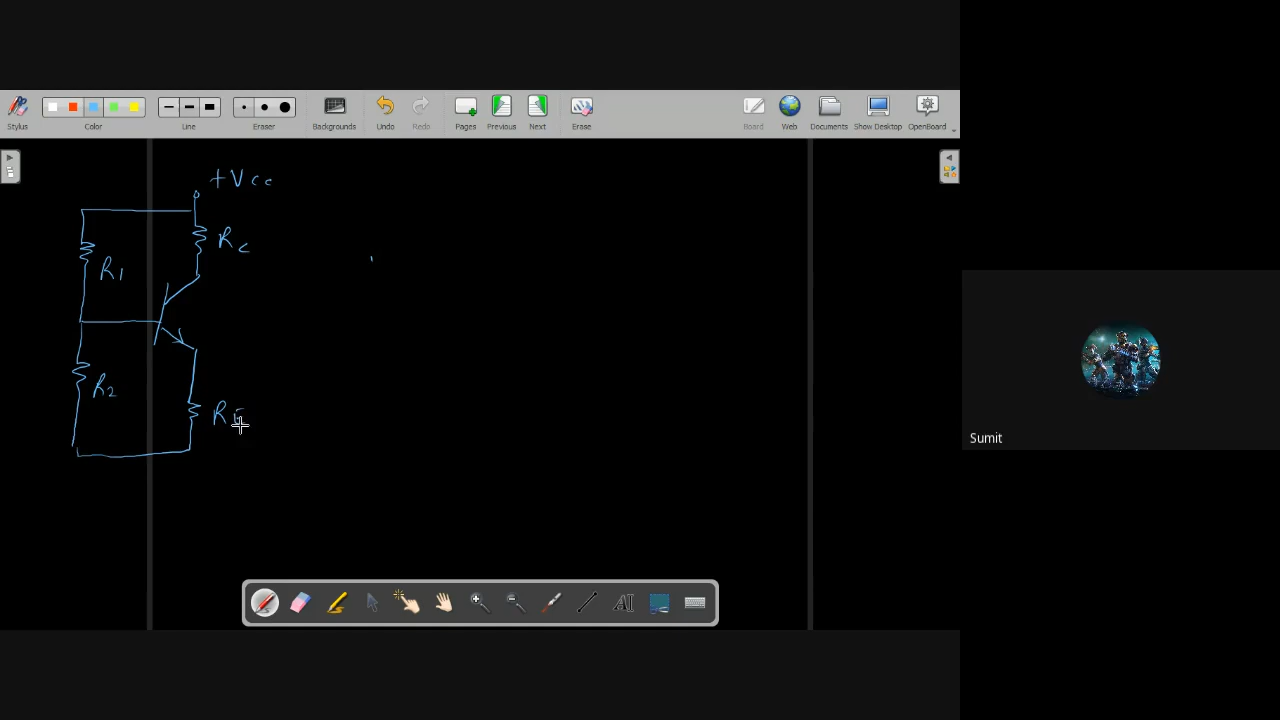 Stylus
Color
Line
Eraser
Backgrounds
Undo
Redo
Pages
Previous
Next
Erase
Board
Web
Documents
Show Desktop
OpenBoard
+Vcc
Rc
R1
R2
RE
AI
Sumit